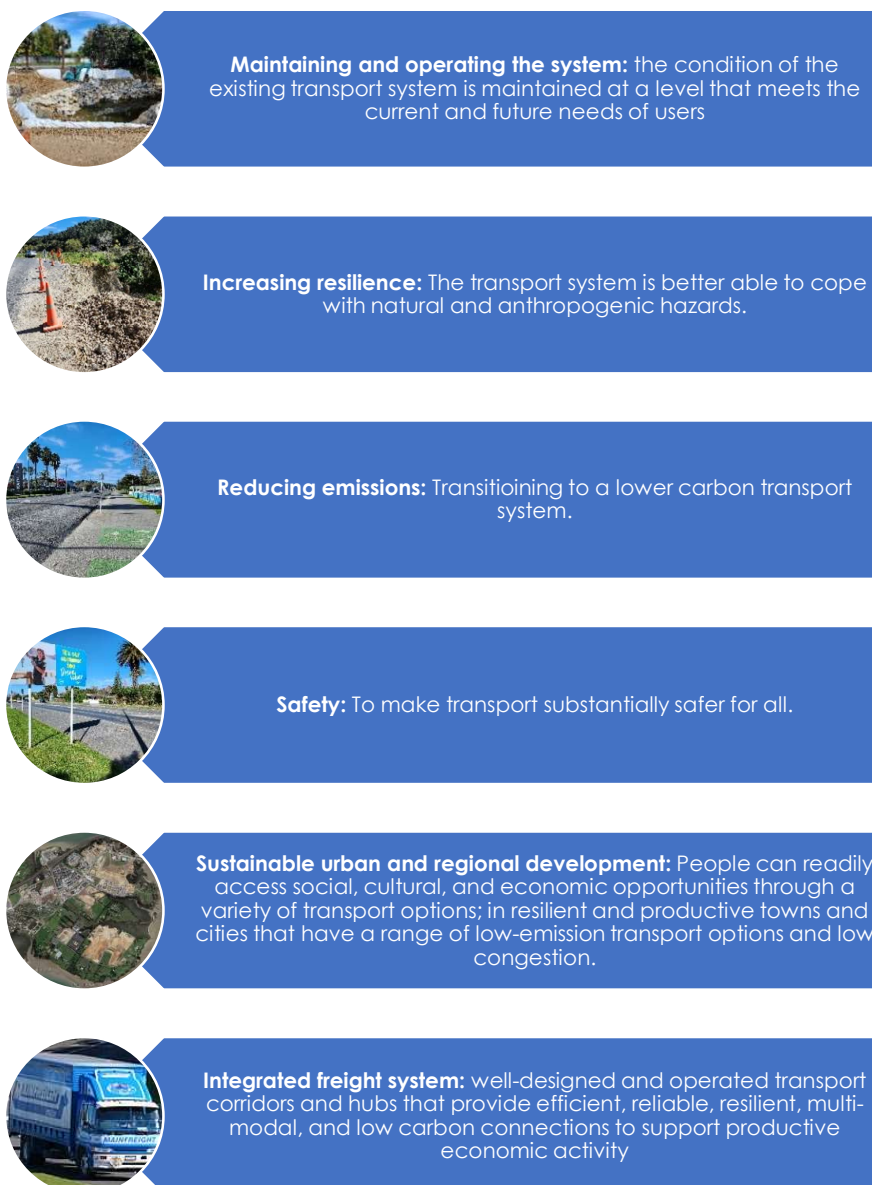 Maintaining and operating the system: the condition of the
existing transport system is maintained at a level that meets the
current and future needs of users
Increasing resilience: The transport system is better able to cope
with natural and anthropogenic hazards.
Reducing emissions: Transitioining to a lower carbon transport
system.
Safety: To make transport substantially safer for all.
Sustainable urban and regional development: People can readily
access social, cultural, and economic opportunities through a
variety of transport options; in resilient and productive towns and
cities that have a range of low-emission transport options and low
congestion.
Integrated freight system: well-designed and operated transport
corridors and hubs that provide efficient, reliable, resilient, multi-
modal, and low carbon connections to support productive
economic activity
MAINFREIGHT